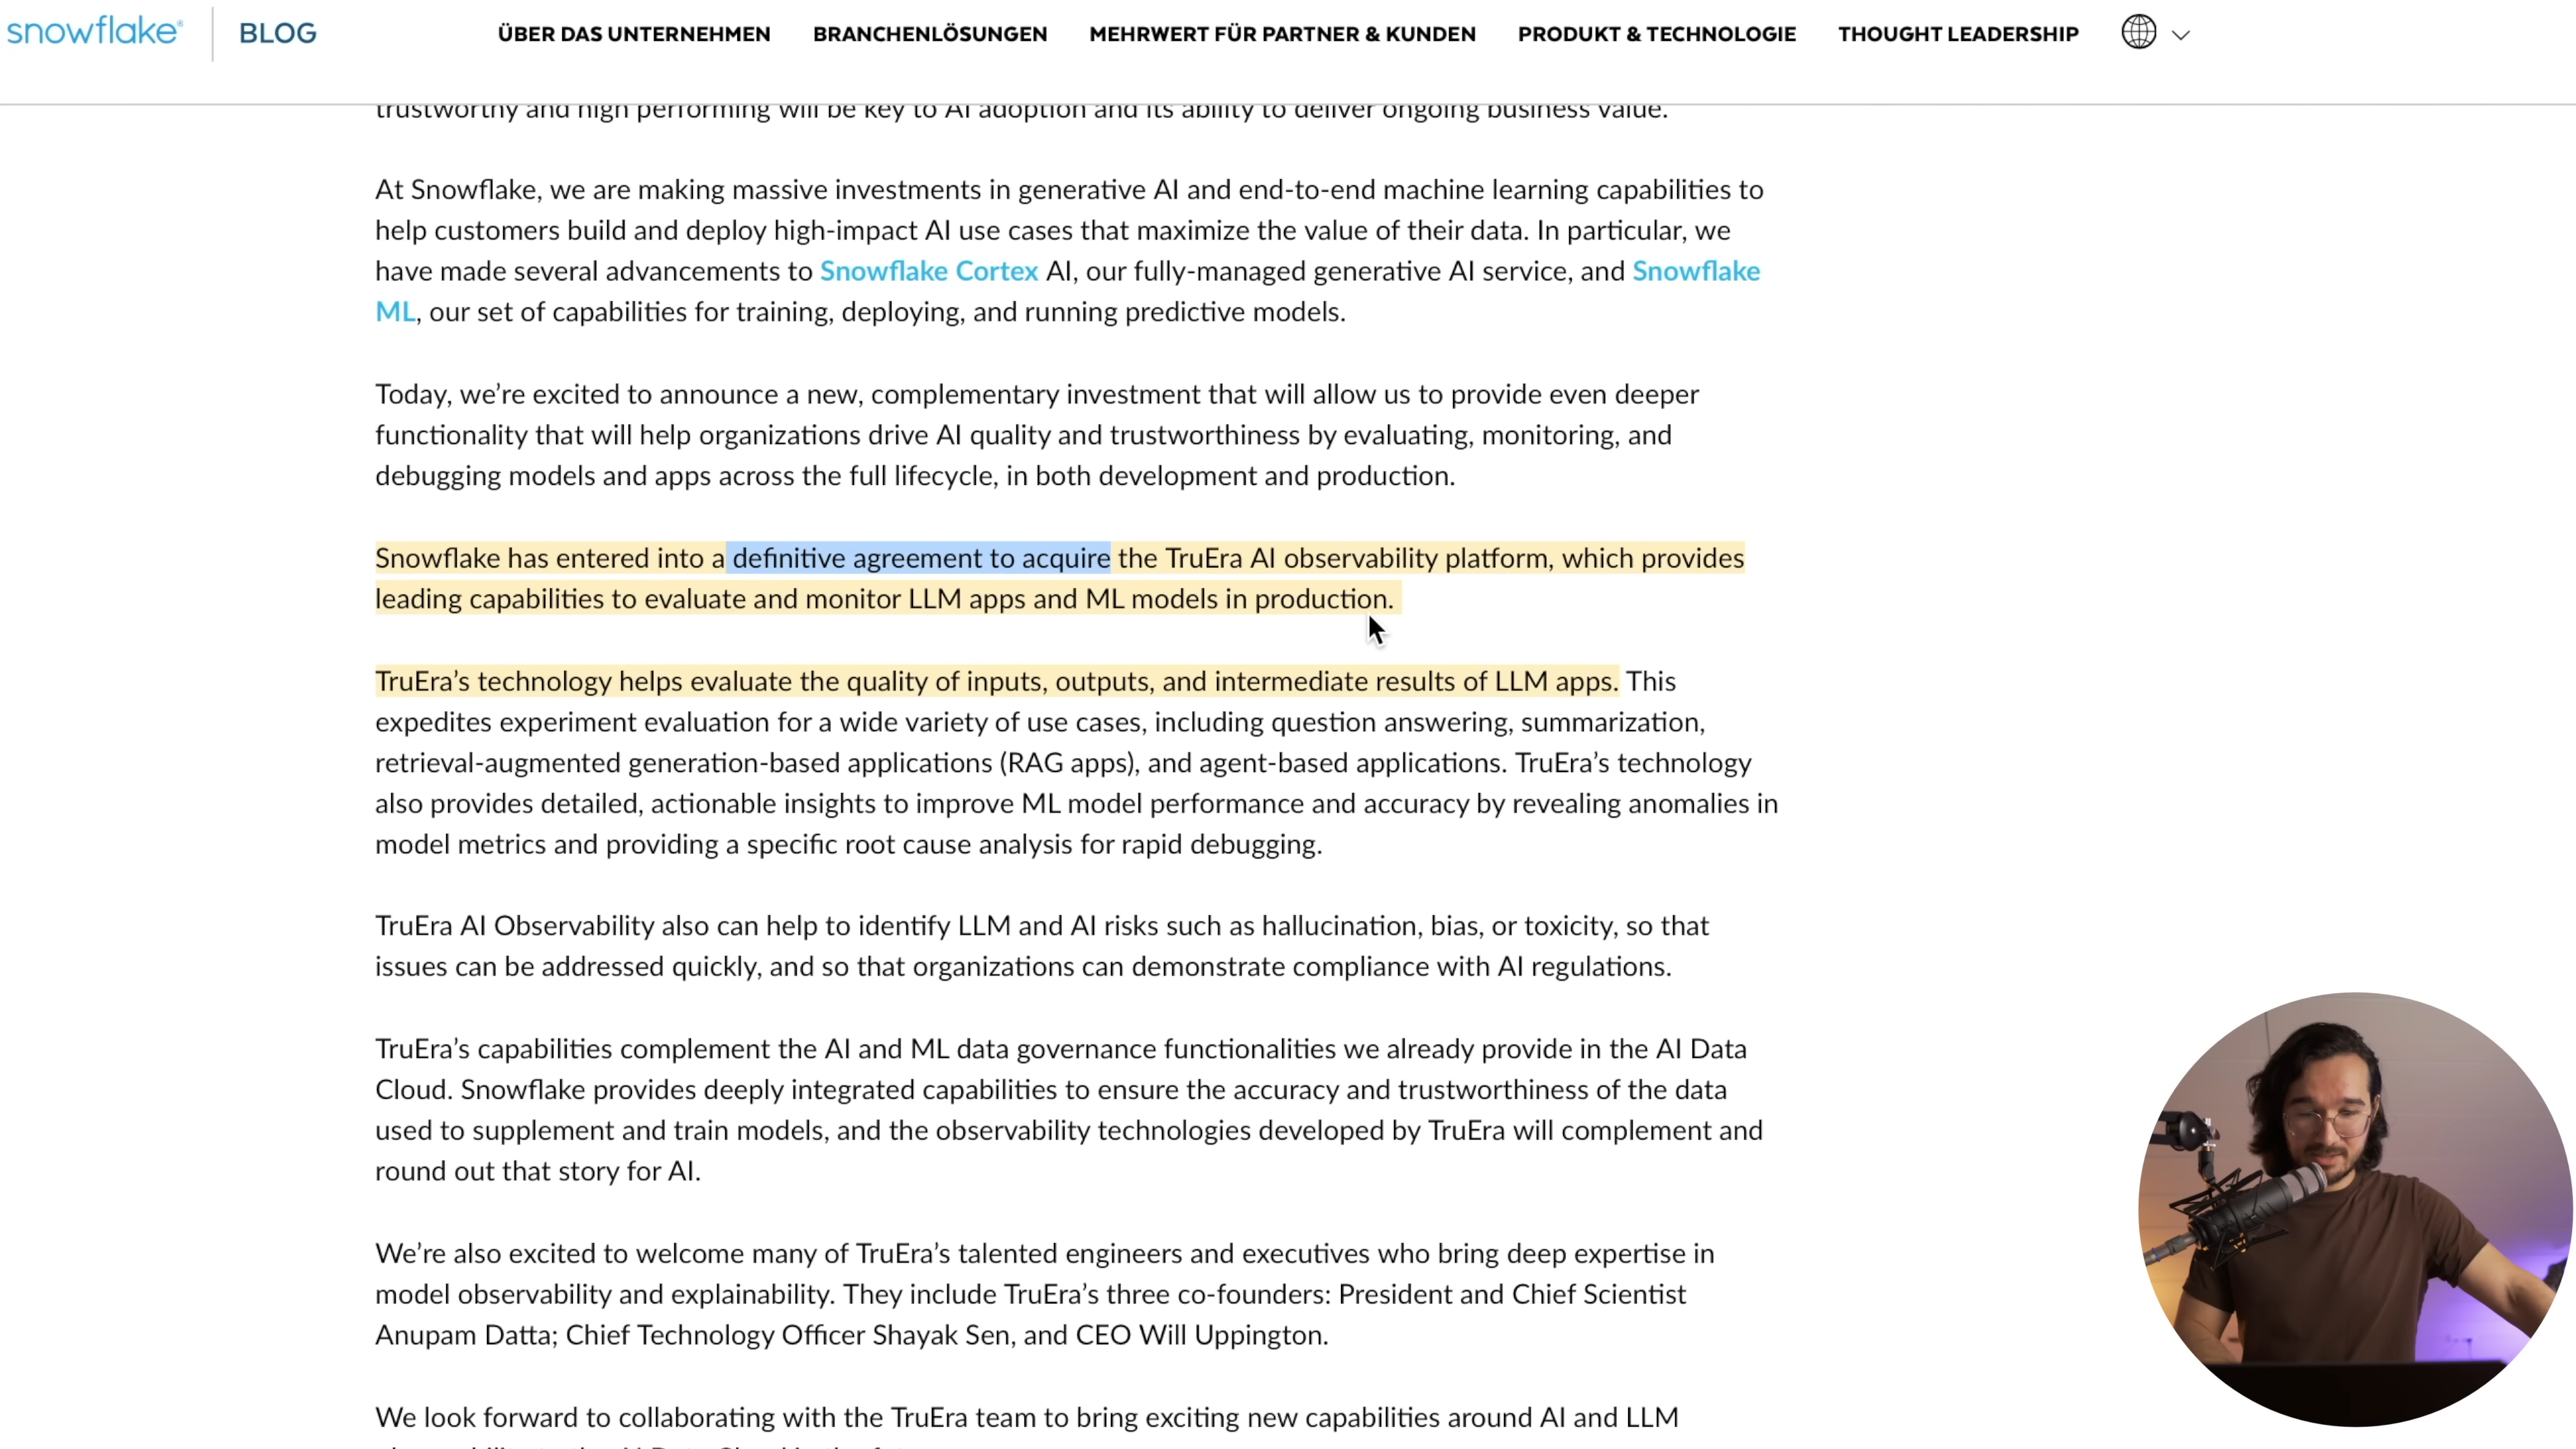 snowflake® BLOG ÜBER DAS UNTERNEHMEN BRANCHENLÖSUNGEN MEHRWERT FÜR PARTNER & KUNDEN PRODUKT & TECHNOLOGIE THOUGHT LEADERSHIP
trustworthy and high performing will be key to AI adoption and its ability to deliver ongoing business value.
At Snowflake, we are making massive investments in generative AI and end-to-end machine learning capabilities to
help customers build and deploy high-impact AI use cases that maximize the value of their data. In particular, we
have made several advancements to Snowflake Cortex AI, our fully-managed generative AI service, and Snowflake
ML, our set of capabilities for training, deploying, and running predictive models.
Today, we’re excited to announce a new, complementary investment that will allow us to provide even deeper
functionality that will help organizations drive AI quality and trustworthiness by evaluating, monitoring, and
debugging models and apps across the full lifecycle, in both development and production.
Snowflake has entered into a definitive agreement to acquire the TruEra AI observability platform, which provides
leading capabilities to evaluate and monitor LLM apps and ML models in production.
TruEra’s technology helps evaluate the quality of inputs, outputs, and intermediate results of LLM apps. This
expedites experiment evaluation for a wide variety of use cases, including question answering, summarization,
retrieval-augmented generation-based applications (RAG apps), and agent-based applications. TruEra’s technology
also provides detailed, actionable insights to improve ML model performance and accuracy by revealing anomalies in
model metrics and providing a specific root cause analysis for rapid debugging.
TruEra AI Observability also can help to identify LLM and AI risks such as hallucination, bias, or toxicity, so that
issues can be addressed quickly, and so that organizations can demonstrate compliance with AI regulations.
TruEra’s capabilities complement the AI and ML data governance functionalities we already provide in the AI Data
Cloud. Snowflake provides deeply integrated capabilities to ensure the accuracy and trustworthiness of the data
used to supplement and train models, and the observability technologies developed by TruEra will complement and
round out that story for AI.
We’re also excited to welcome many of TruEra’s talented engineers and executives who bring deep expertise in
model observability and explainability. They include TruEra’s three co-founders: President and Chief Scientist
Anupam Datta; Chief Technology Officer Shayak Sen, and CEO Will Uppington.
We look forward to collaborating with the TruEra team to bring exciting new capabilities around AI and LLM